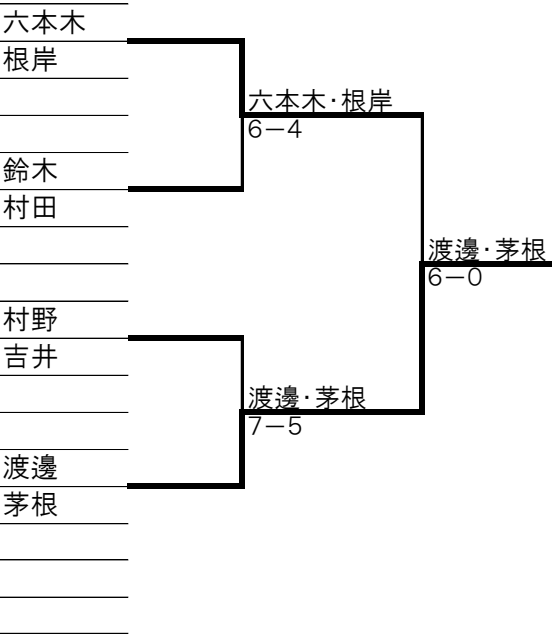 六本木
根岸
六本木・根岸
6－4
鈴木
村田
渡邊・茅根
6－0
村野
吉井
渡邊・茅根
7－5
渡邊
茅根